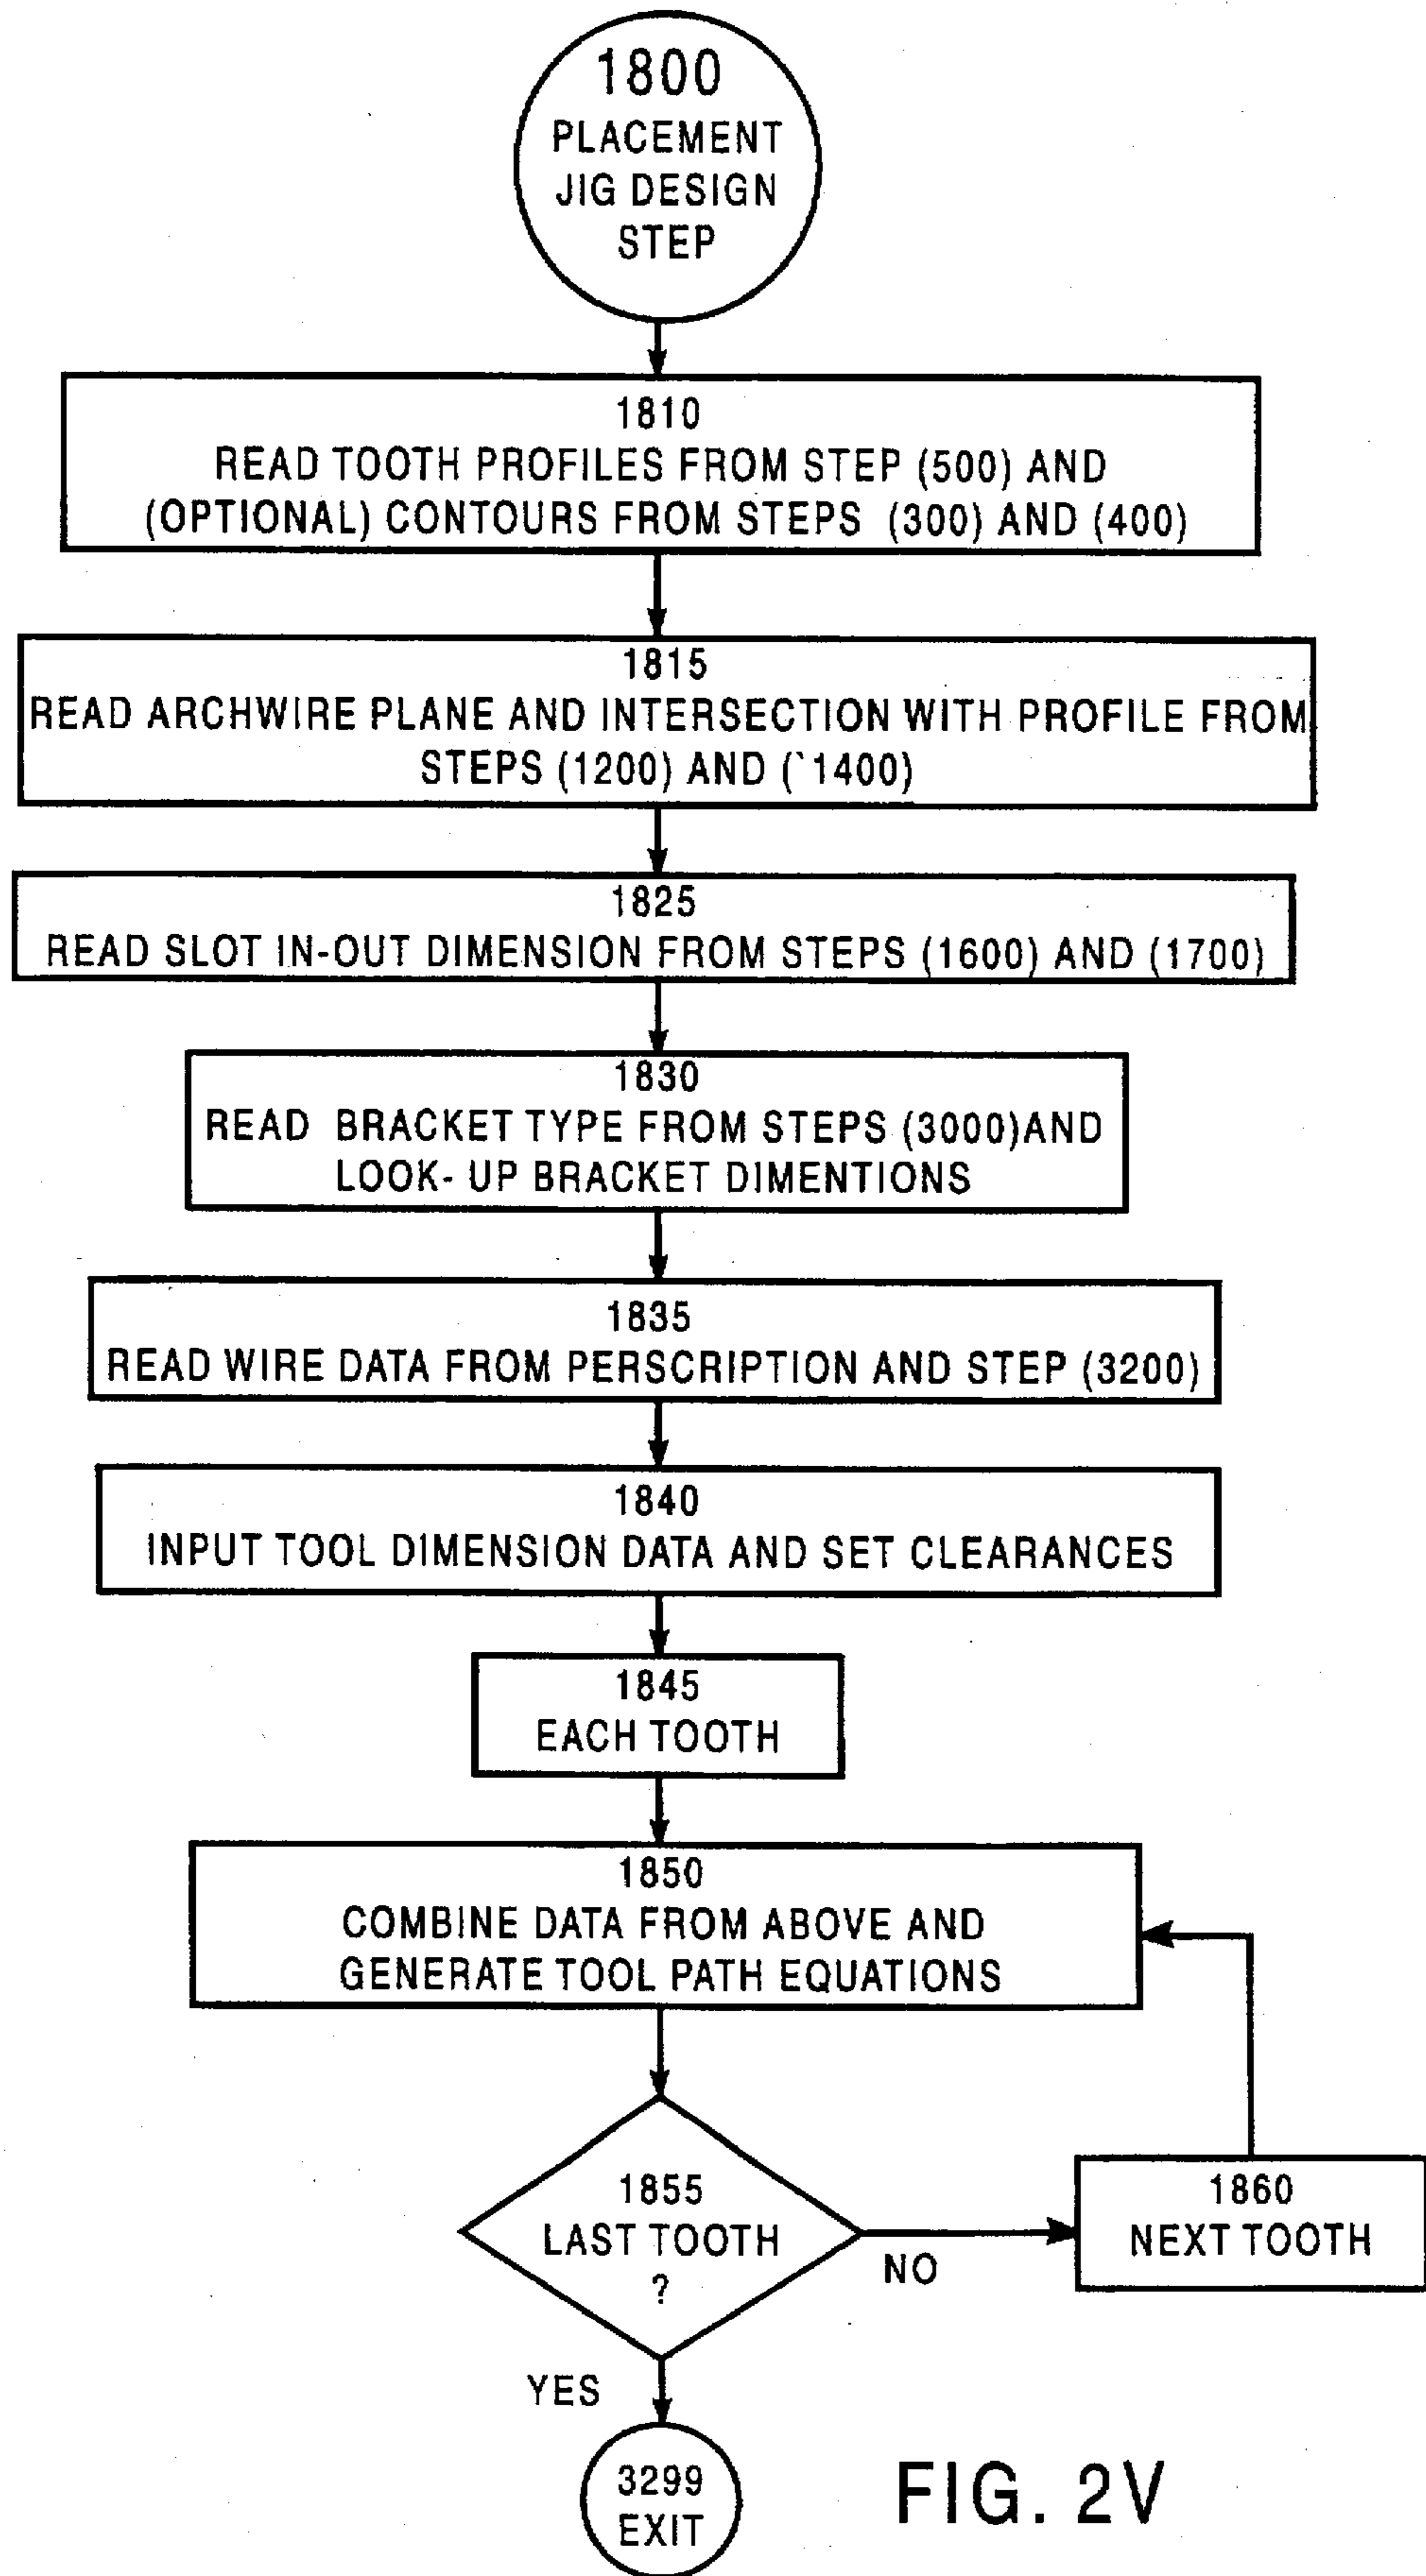 1800
PLACEMENT
JIG DESIGN
STEP
1810
READ TOOTH PROFILES FROM STEP (500) AND
(OPTIONAL) CONTOURS FROM STEPS (300) AND (400)
1815
READ ARCHWIRE PLANE AND INTERSECTION WITH PROFILE FROM
STEPS (1200) AND (`1400)
1825
READ SLOT IN-OUT DIMENSION FROM STEPS (1600) AND (1700)
1830
READ BRACKET TYPE FROM STEPS (3000)AND
LOOK- UP BRACKET DIMENTIONS
1835
READ WIRE DATA FROM PERSCRIPTION AND STEP (3200)
1840
INPUT TOOL DIMENSION DATA AND SET CLEARANCES
1845
EACH TOOTH
1850
COMBINE DATA FROM ABOVE AND
GENERATE TOOL PATH EQUATIONS
1855
LAST TOOTH
?
NO
1860
NEXT TOOTH
YES
3299
EXIT
FIG. 2V